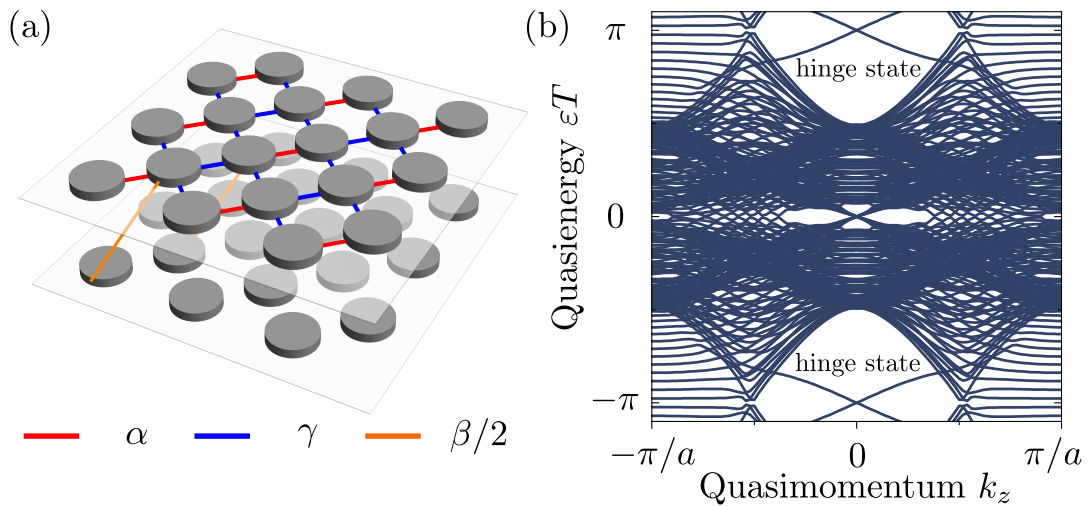 (a)
α
γ
β/2
(b)
Quasienergy εT
π
0
−π
hinge state
hinge state
−π/a
0
π/a
Quasimomentum k_z